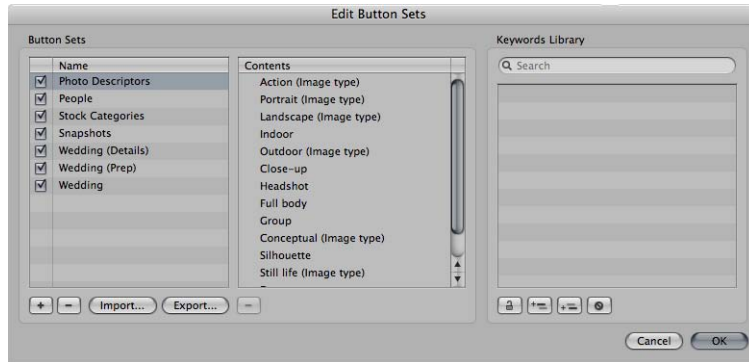 Edit Button Sets
Button Sets
Keywords Library
Name
Photo Descriptors
People
Stock Categories
Snapshots
Wedding (Details)
Wedding (Prep)
Wedding
Contents
Action (Image type)
Portrait (Image type)
Landscape (Image type)
Indoor
Outdoor (Image type)
Close-up
Headshot
Full body
Group
Conceptual (Image type)
Silhouette
Still life (Image type)
Search
+ - Import... Export... -
Cancel OK